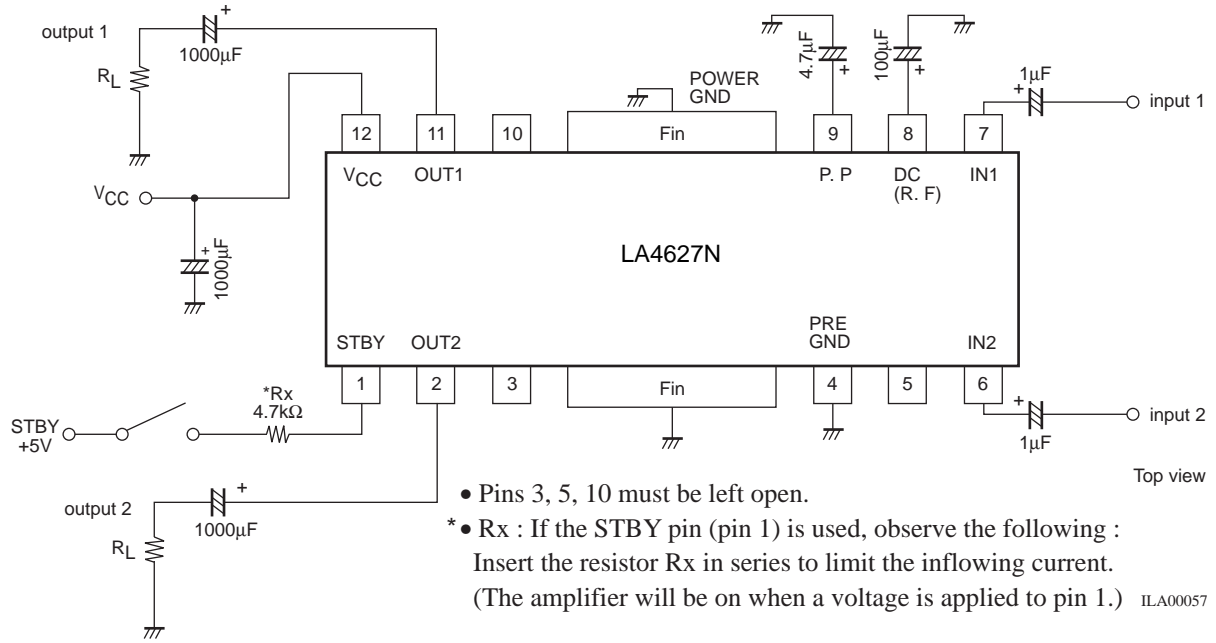 output 1
+
1000μF
RL
VCC
+
1000μF
POWER
GND
4.7μF
+
100μF
+
1μF
+
input 1
12
11
10
Fin
9
8
7
VCC
OUT1
P. P
DC
(R. F)
IN1
LA4627N
STBY
OUT2
PRE
GND
IN2
1
2
3
Fin
4
5
6
*Rx
4.7kΩ
STBY
+5V
+
1μF
input 2
Top view
output 2
+
1000μF
RL
• Pins 3, 5, 10 must be left open.
*• Rx : If the STBY pin (pin 1) is used, observe the following :
Insert the resistor Rx in series to limit the inflowing current.
(The amplifier will be on when a voltage is applied to pin 1.)
ILA00057